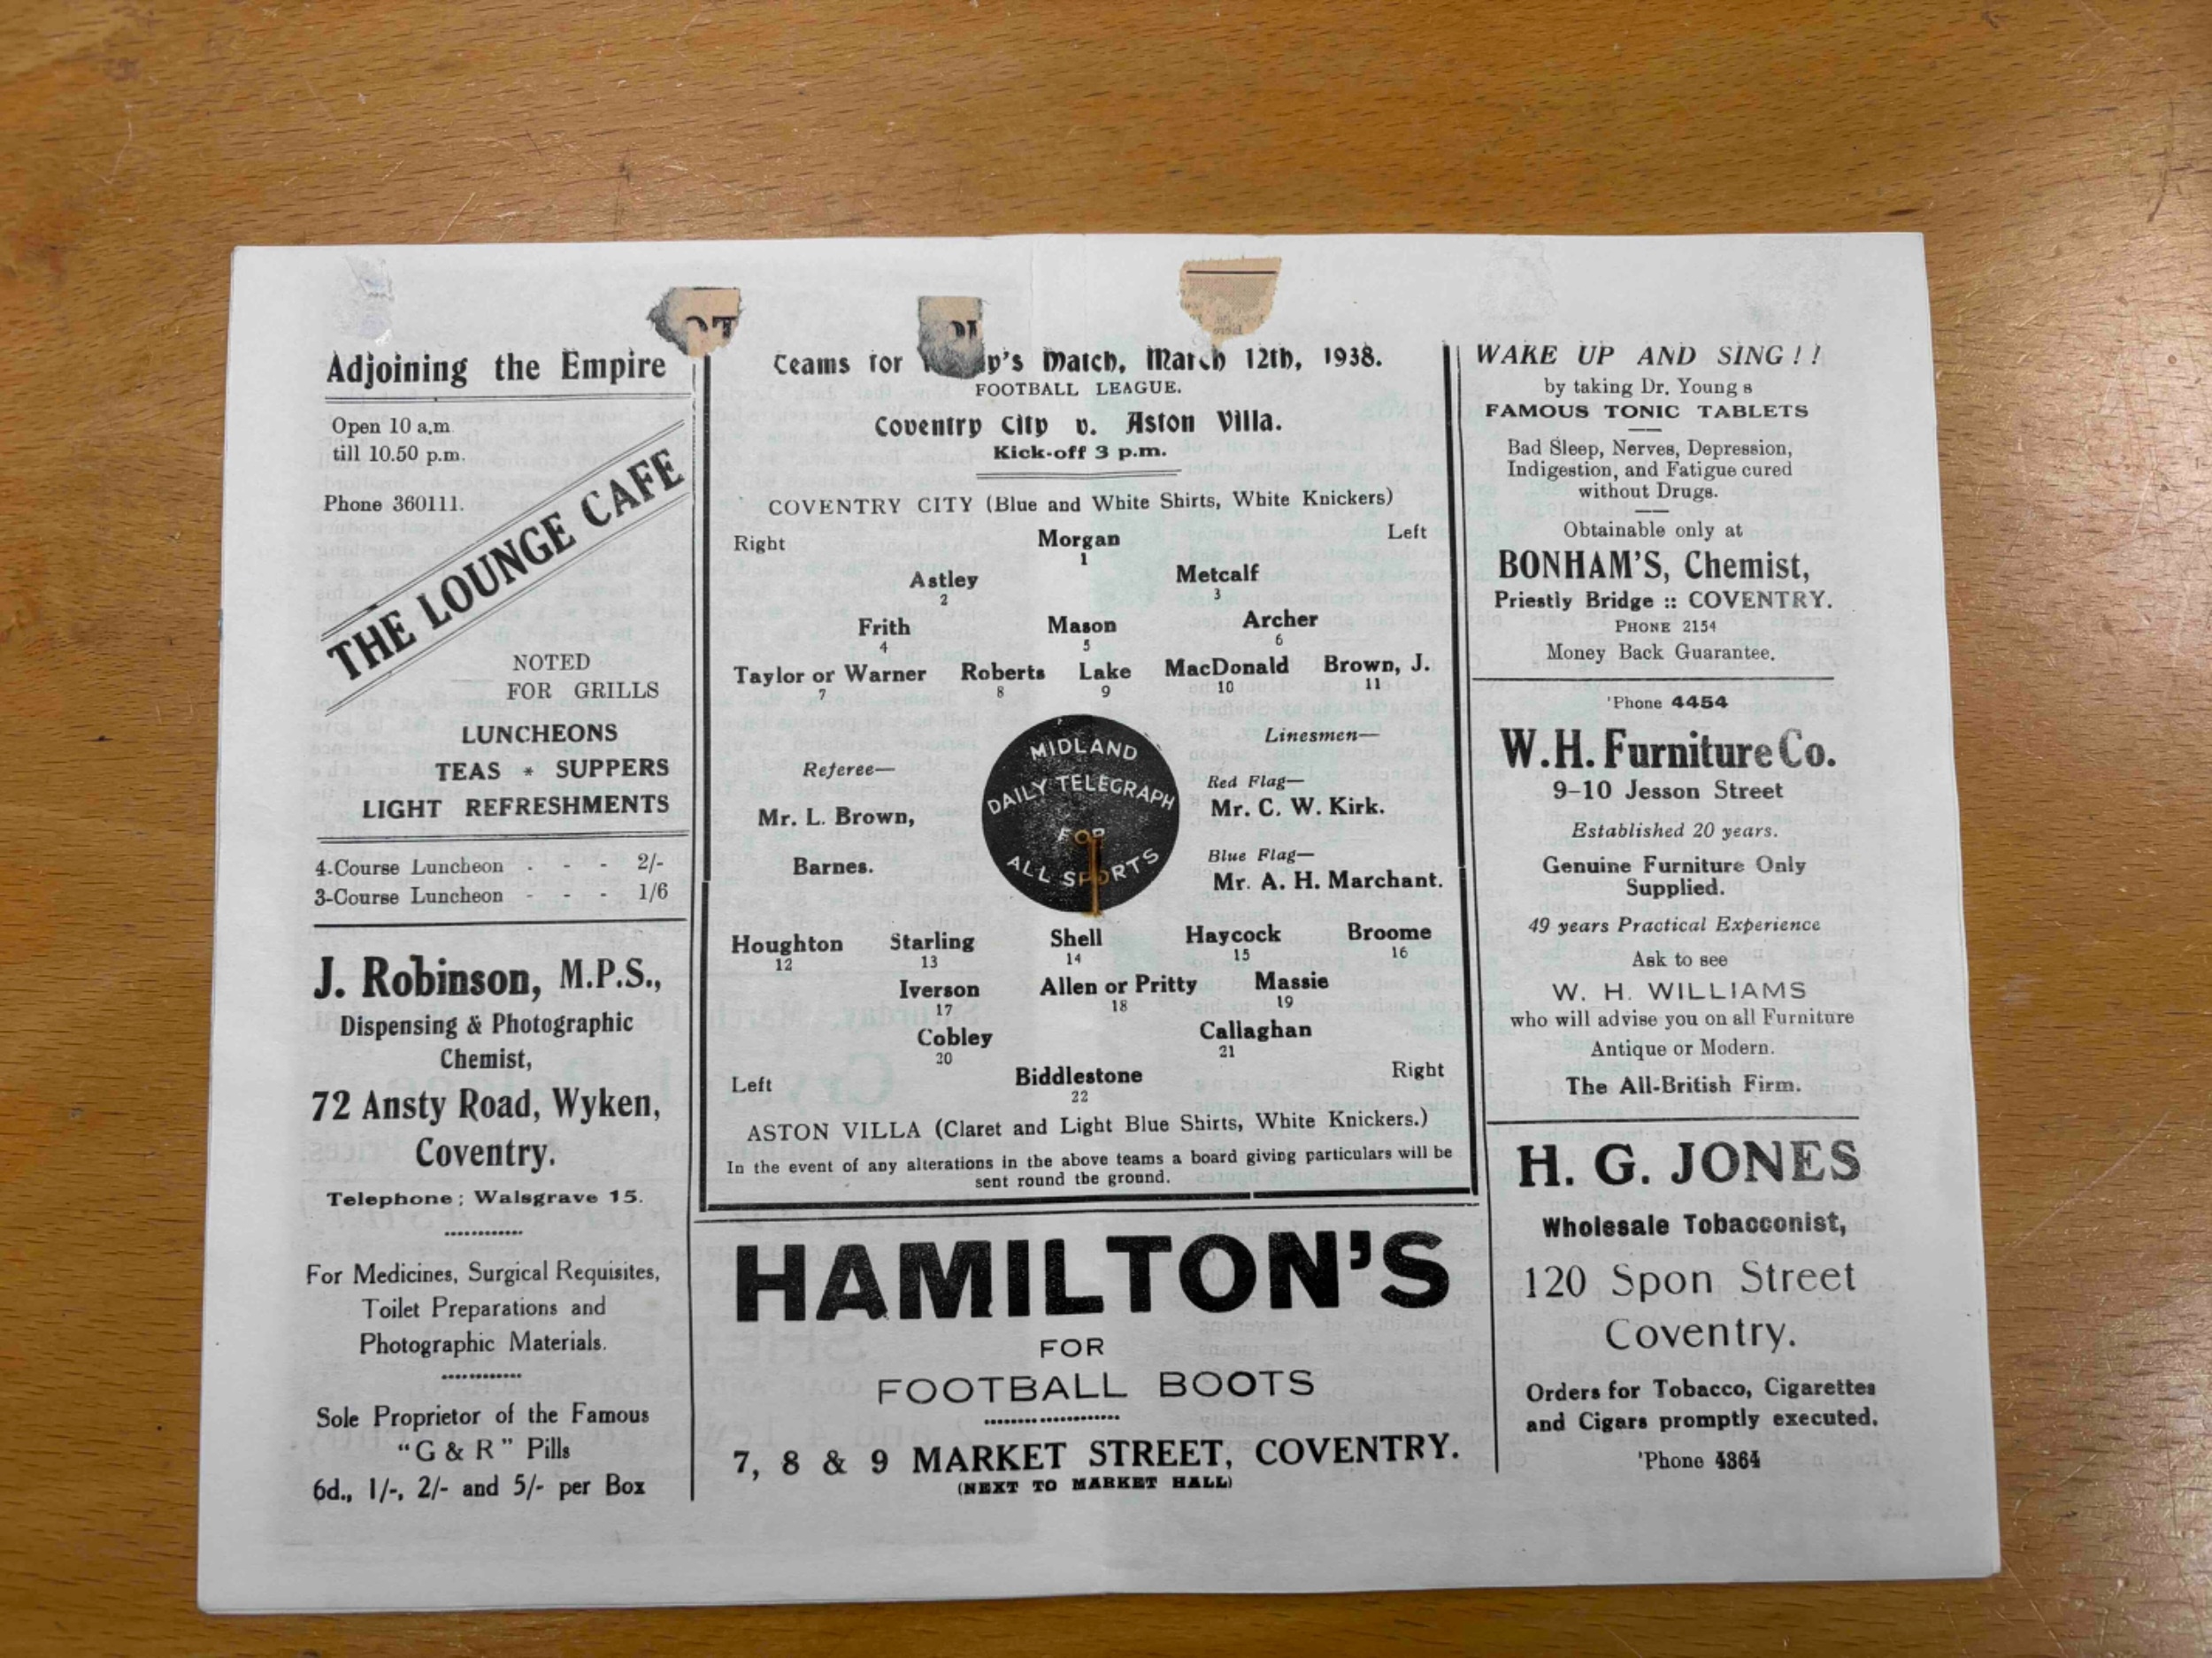 Adjoining the Empire
Open 10 a.m.
till 10.50 p.m.
Phone 360111.
THE LOUNGE CAFE
NOTED
FOR GRILLS
LUNCHEONS
TEAS * SUPPERS
LIGHT REFRESHMENTS
4-Course Luncheon - - - 2/-
3-Course Luncheon - - - 1/6
J. Robinson, M.P.S.,
Dispensing & Photographic
Chemist,
72 Ansty Road, Wyken,
Coventry.
Telephone; Walsgrave 15.
For Medicines, Surgical Requisites,
Toilet Preparations and
Photographic Materials.
Sole Proprietor of the Famous
"G & R" Pills
6d., 1/-, 2/- and 5/- per Box
Teams for Match, March 12th, 1938.
FOOTBALL LEAGUE.
Coventry City v. Aston Villa.
Kick-off 3 p.m.
COVENTRY CITY (Blue and White Shirts, White Knickers)
Right Morgan Left
1
Astley Metcalf
2 3
Frith Mason Archer
4 5 6
Taylor or Warner Roberts Lake MacDonald Brown, J.
7 8 9 10 11
Referee—
Mr. L. Brown,
Barnes.
MIDLAND
DAILY TELEGRAPH
FOR
ALL SPORTS
Linesmen—
Red Flag—
Mr. C. W. Kirk.
Blue Flag—
Mr. A. H. Marchant.
Houghton Starling Shell Haycock Broome
12 13 14 15 16
Iverson Allen or Pritty Massie
17 18 19
Cobley Callaghan
20 21
Left Biddlestone Right
22
ASTON VILLA (Claret and Light Blue Shirts, White Knickers.)
In the event of any alterations in the above teams a board giving particulars will be
sent round the ground.
HAMILTON'S
FOR
FOOTBALL BOOTS
7, 8 & 9 MARKET STREET, COVENTRY.
(NEXT TO MARKET HALL)
WAKE UP AND SING!!
by taking Dr. Young s
FAMOUS TONIC TABLETS
Bad Sleep, Nerves, Depression,
Indigestion, and Fatigue cured
without Drugs.
Obtainable only at
BONHAM'S, Chemist,
Priestly Bridge :: COVENTRY.
PHONE 2154
Money Back Guarantee.
'Phone 4454
W.H. Furniture Co.
9-10 Jesson Street
Established 20 years.
Genuine Furniture Only
Supplied.
49 years Practical Experience
Ask to see
W. H. WILLIAMS
who will advise you on all Furniture
Antique or Modern.
The All-British Firm.
H. G. JONES
Wholesale Tobacconist,
120 Spon Street
Coventry.
Orders for Tobacco, Cigarettes
and Cigars promptly executed.
'Phone 4364